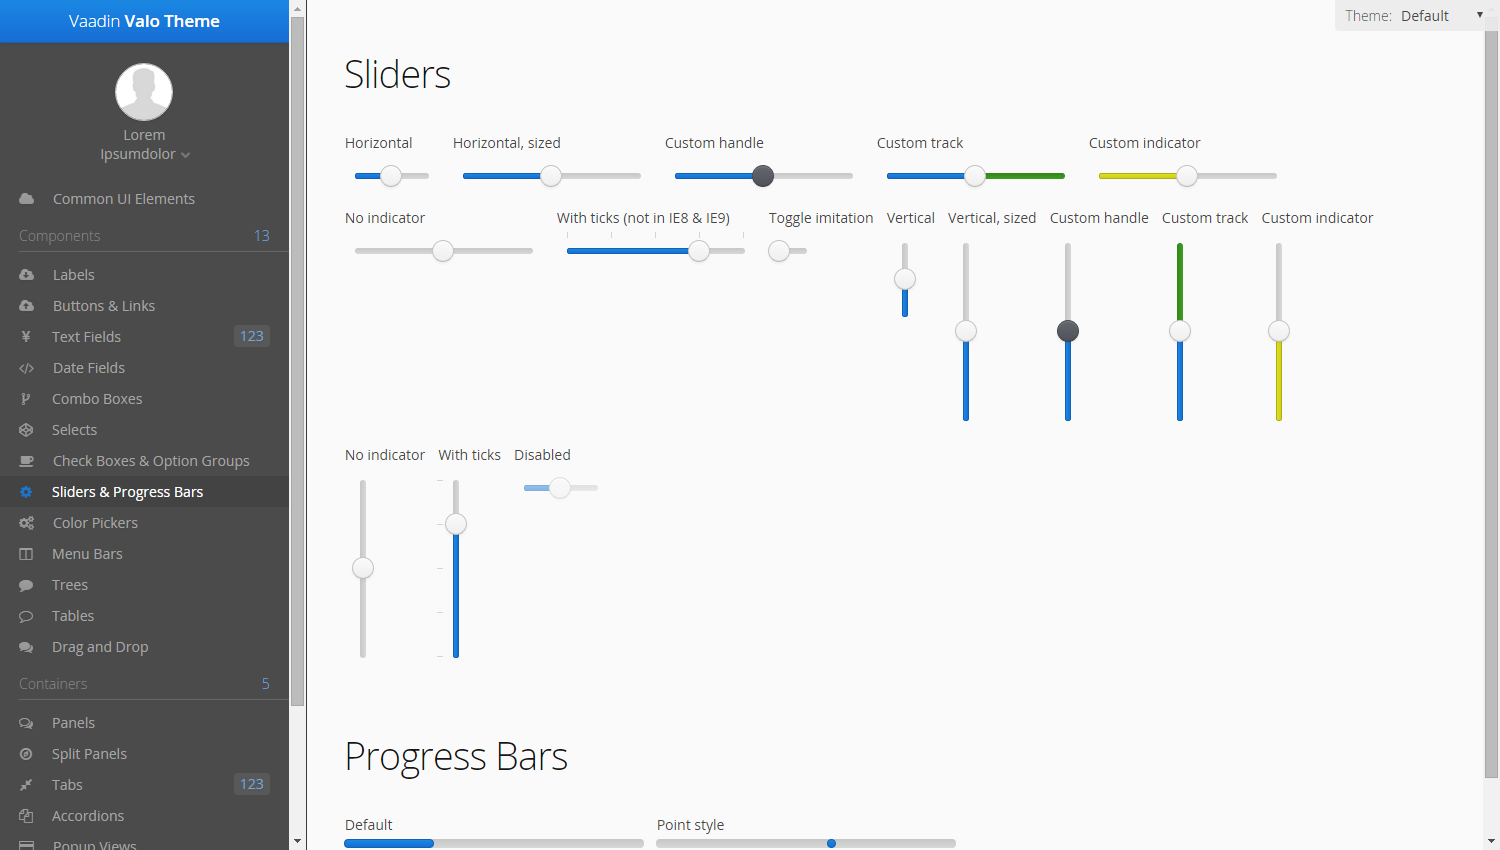 Vaadin Valo Theme
Lorem
Ipsumdolor
Common UI Elements
Components 13
Labels
Buttons & Links
Text Fields 123
Date Fields
Combo Boxes
Selects
Check Boxes & Option Groups
Sliders & Progress Bars
Color Pickers
Menu Bars
Trees
Tables
Drag and Drop
Containers 5
Panels
Split Panels
Tabs 123
Accordions
Popup Views
Theme: Default
Sliders
Horizontal Horizontal, sized Custom handle Custom track Custom indicator
No indicator With ticks (not in IE8 & IE9) Toggle imitation Vertical Vertical, sized Custom handle Custom track Custom indicator
No indicator With ticks Disabled
Progress Bars
Default Point style